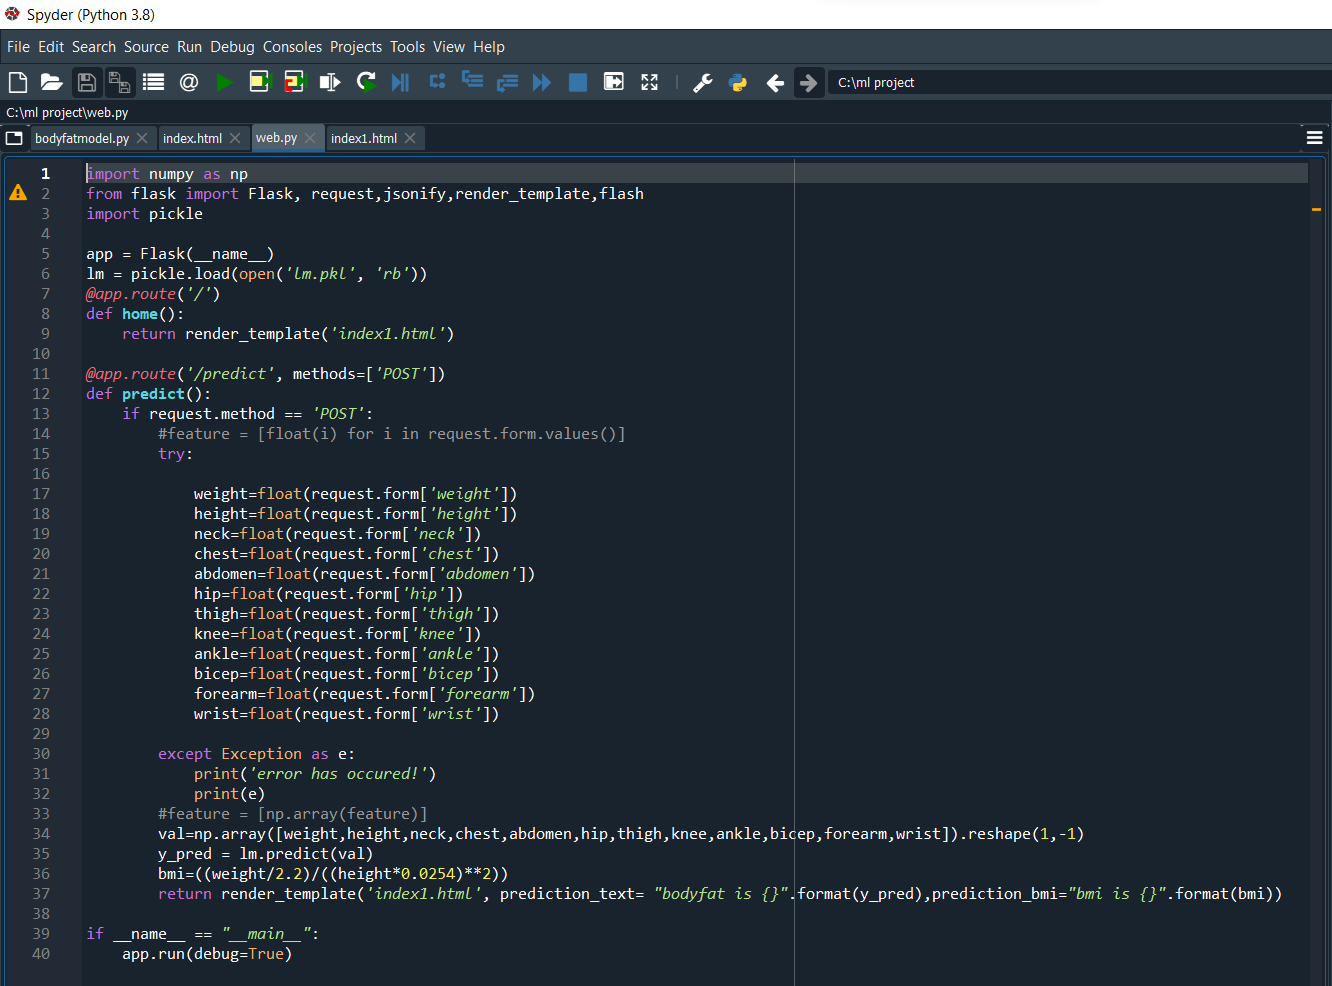 Spyder (Python 3.8)
File Edit Search Source Run Debug Consoles Projects Tools View Help
C:\ml project
C:\ml project\web.py
bodyfatmodel.py index.html web.py index1.html
1 import numpy as np
2 from flask import Flask, request,jsonify,render_template,flash
3 import pickle
4
5 app = Flask(__name__)
6 lm = pickle.load(open('lm.pkl', 'rb'))
7 @app.route('/')
8 def home():
9     return render_template('index1.html')
10
11 @app.route('/predict', methods=['POST'])
12 def predict():
13     if request.method == 'POST':
14         #feature = [float(i) for i in request.form.values()]
15         try:
16
17             weight=float(request.form['weight'])
18             height=float(request.form['height'])
19             neck=float(request.form['neck'])
20             chest=float(request.form['chest'])
21             abdomen=float(request.form['abdomen'])
22             hip=float(request.form['hip'])
23             thigh=float(request.form['thigh'])
24             knee=float(request.form['knee'])
25             ankle=float(request.form['ankle'])
26             bicep=float(request.form['bicep'])
27             forearm=float(request.form['forearm'])
28             wrist=float(request.form['wrist'])
29
30         except Exception as e:
31             print('error has occured!')
32             print(e)
33         #feature = [np.array(feature)]
34         val=np.array([weight,height,neck,chest,abdomen,hip,thigh,knee,ankle,bicep,forearm,wrist]).reshape(1,-1)
35         y_pred = lm.predict(val)
36         bmi=((weight/2.2)/((height*0.0254)**2))
37         return render_template('index1.html', prediction_text= "bodyfat is {}".format(y_pred),prediction_bmi="bmi is {}".format(bmi))
38
39 if __name__ == "__main__":
40     app.run(debug=True)